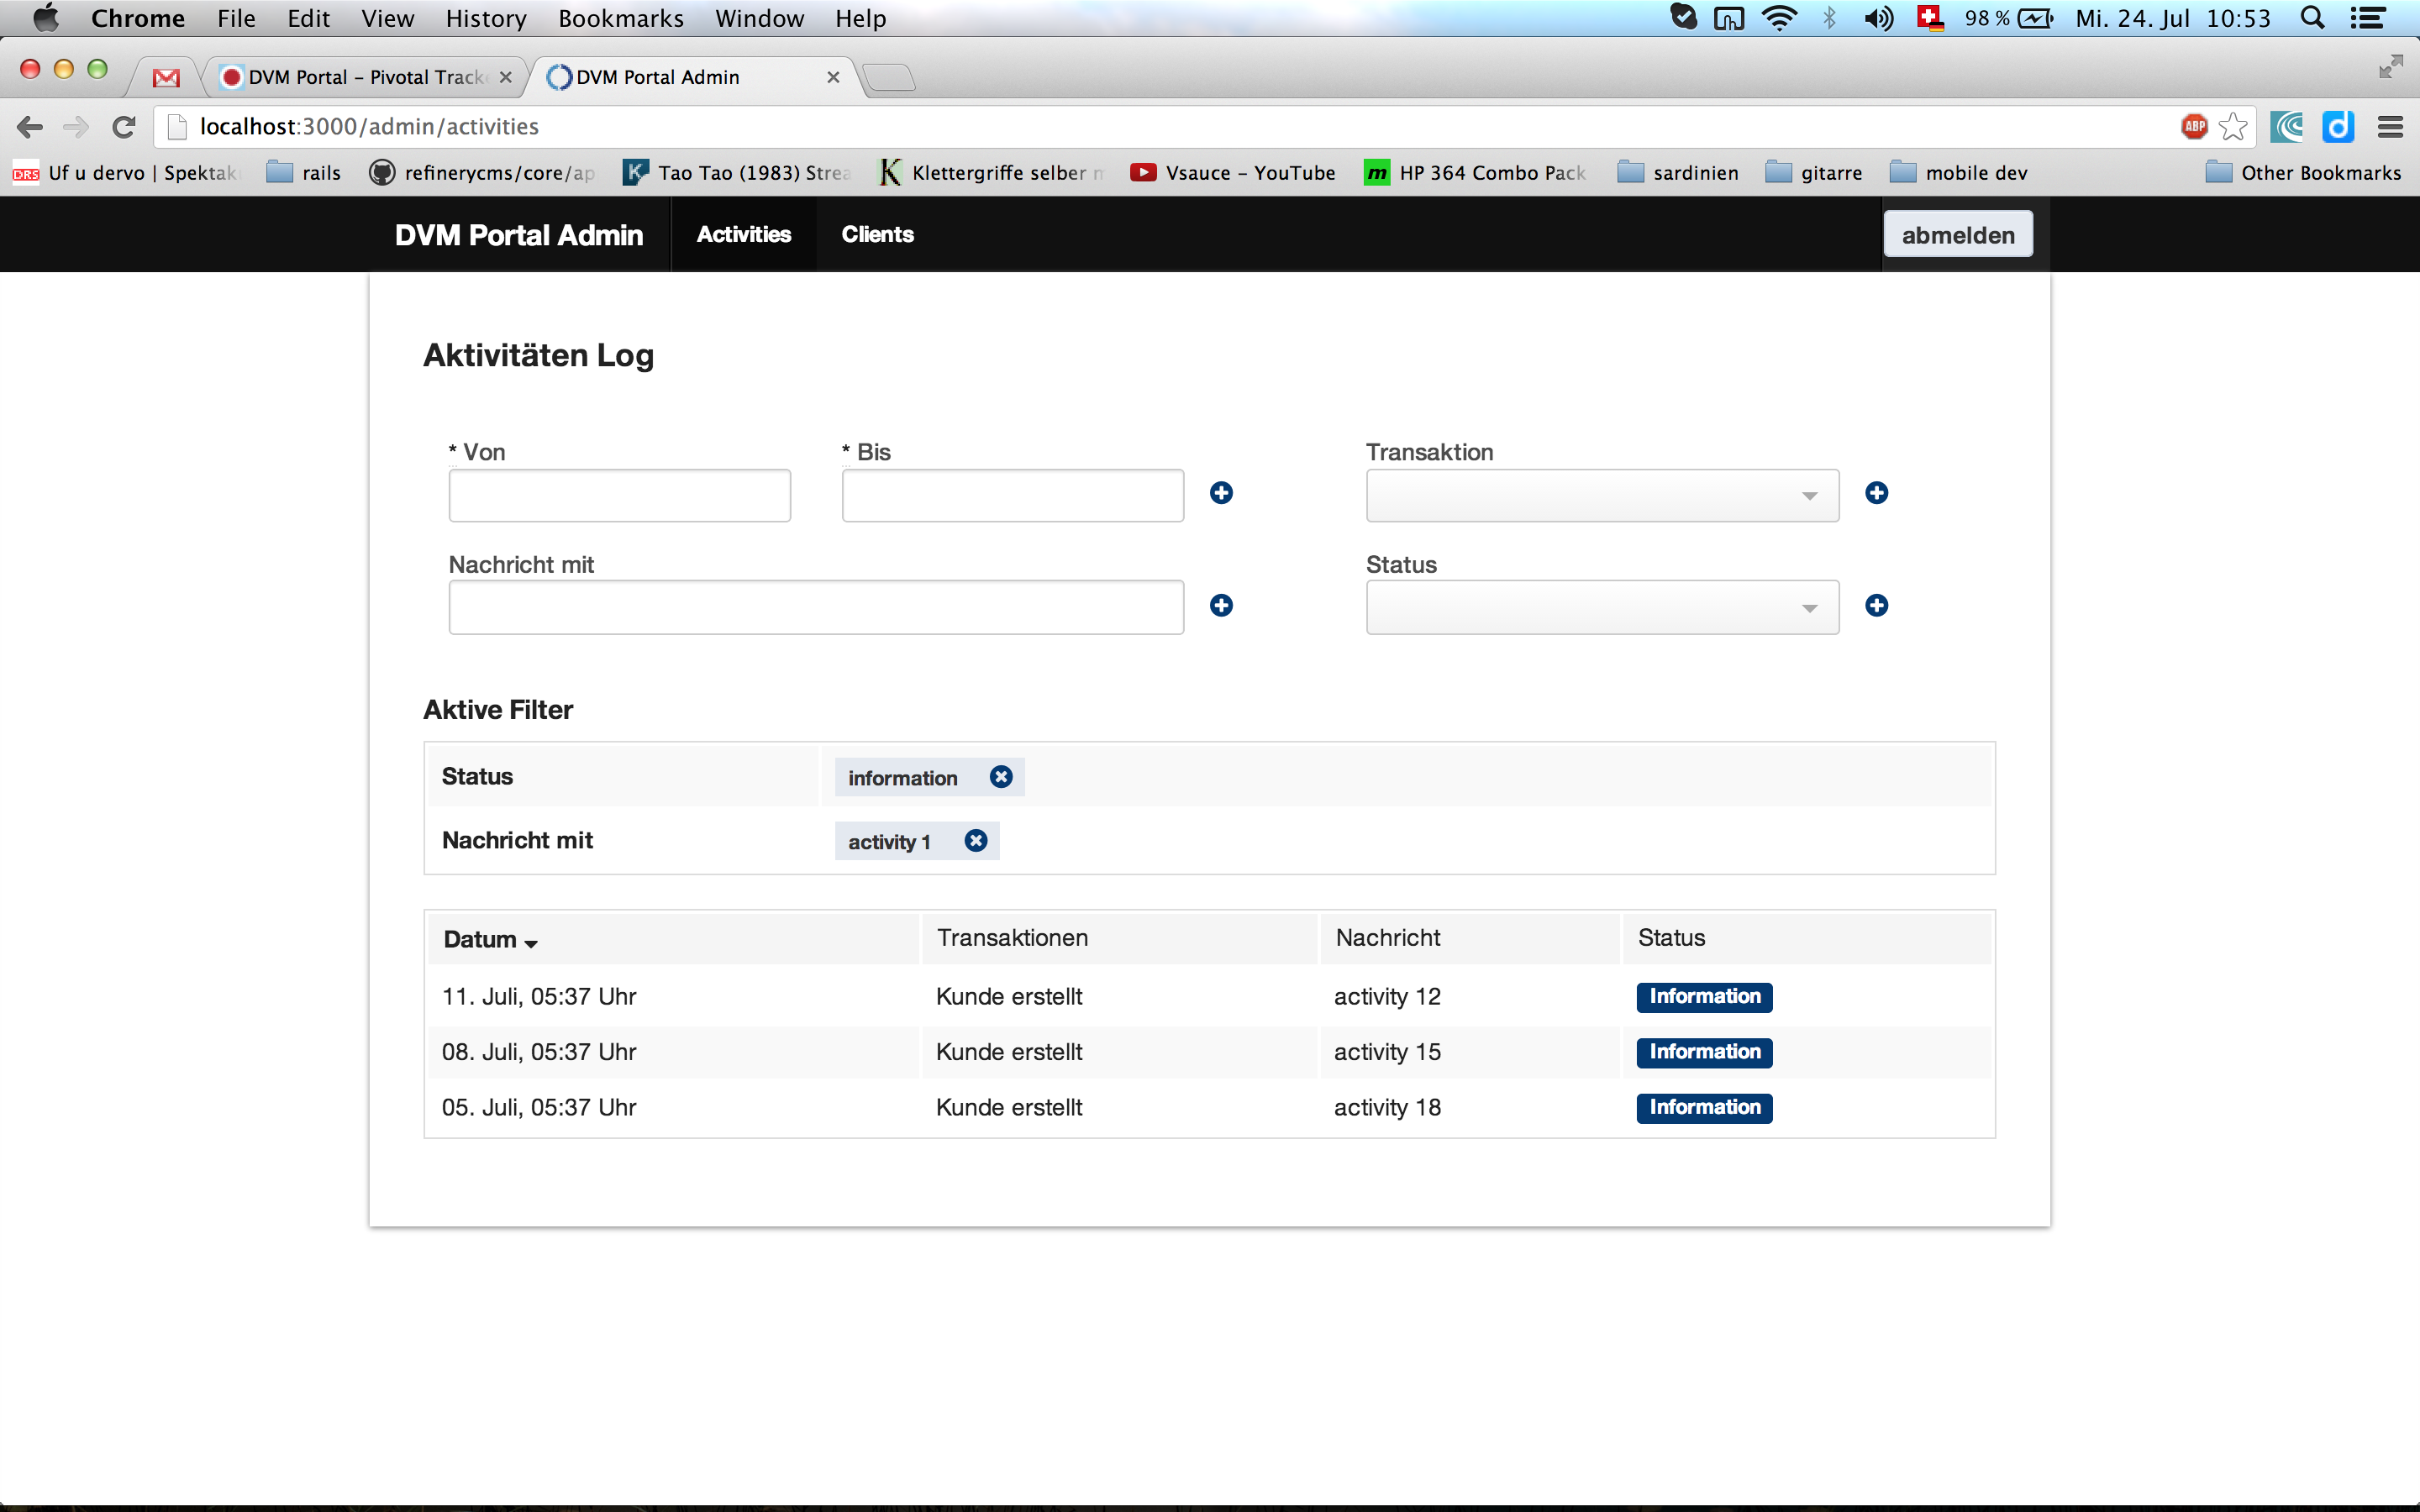 Chrome File Edit View History Bookmarks Window Help 98 % Mi. 24. Jul 10:53
DVM Portal – Pivotal Track DVM Portal Admin
localhost:3000/admin/activities ABP
DRS Uf u dervo | Spektak rails refinerycms/core/ap Tao Tao (1983) Strea Klettergriffe selber Vsauce – YouTube m HP 364 Combo Pack sardinien gitarre mobile dev Other Bookmarks
DVM Portal Admin Activities Clients abmelden
Aktivitäten Log
* Von * Bis Transaktion
Nachricht mit Status
Aktive Filter
Status information
Nachricht mit activity 1
Datum Transaktionen Nachricht Status
11. Juli, 05:37 Uhr Kunde erstellt activity 12 Information
08. Juli, 05:37 Uhr Kunde erstellt activity 15 Information
05. Juli, 05:37 Uhr Kunde erstellt activity 18 Information